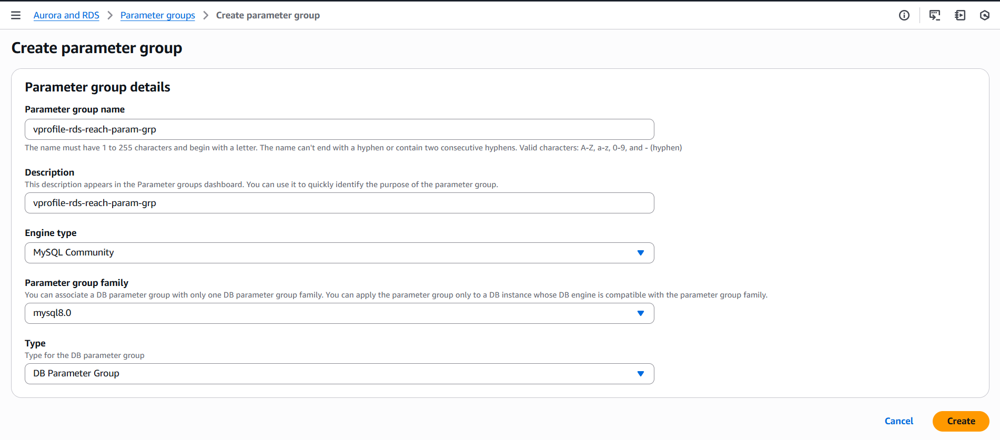 Aurora and RDS > Parameter groups > Create parameter group
Create parameter group
Parameter group details
Parameter group name
vprofile-rds-reach-param-grp
The name must have 1 to 255 characters and begin with a letter. The name can't end with a hyphen or contain two consecutive hyphens. Valid characters: A-Z, a-z, 0-9, and - (hyphen)
Description
This description appears in the Parameter groups dashboard. You can use it to quickly identify the purpose of the parameter group.
vprofile-rds-reach-param-grp
Engine type
MySQL Community
Parameter group family
You can associate a DB parameter group with only one DB parameter group family. You can apply the parameter group only to a DB instance whose DB engine is compatible with the parameter group family.
mysql8.0
Type
Type for the DB parameter group
DB Parameter Group
Cancel Create